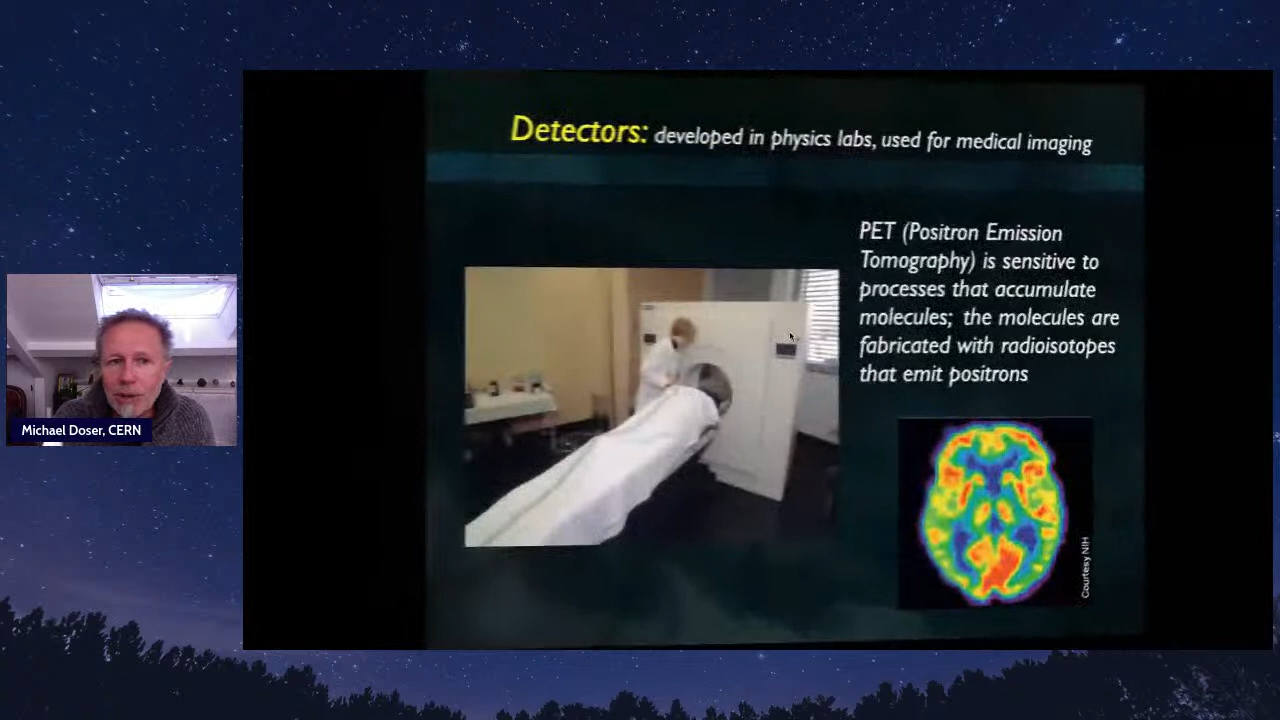 Detectors: developed in physics labs, used for medical imaging
PET (Positron Emission
Tomography) is sensitive to
processes that accumulate
molecules; the molecules are
fabricated with radioisotopes
that emit positrons
Courtesy NIH
Michael Doser, CERN